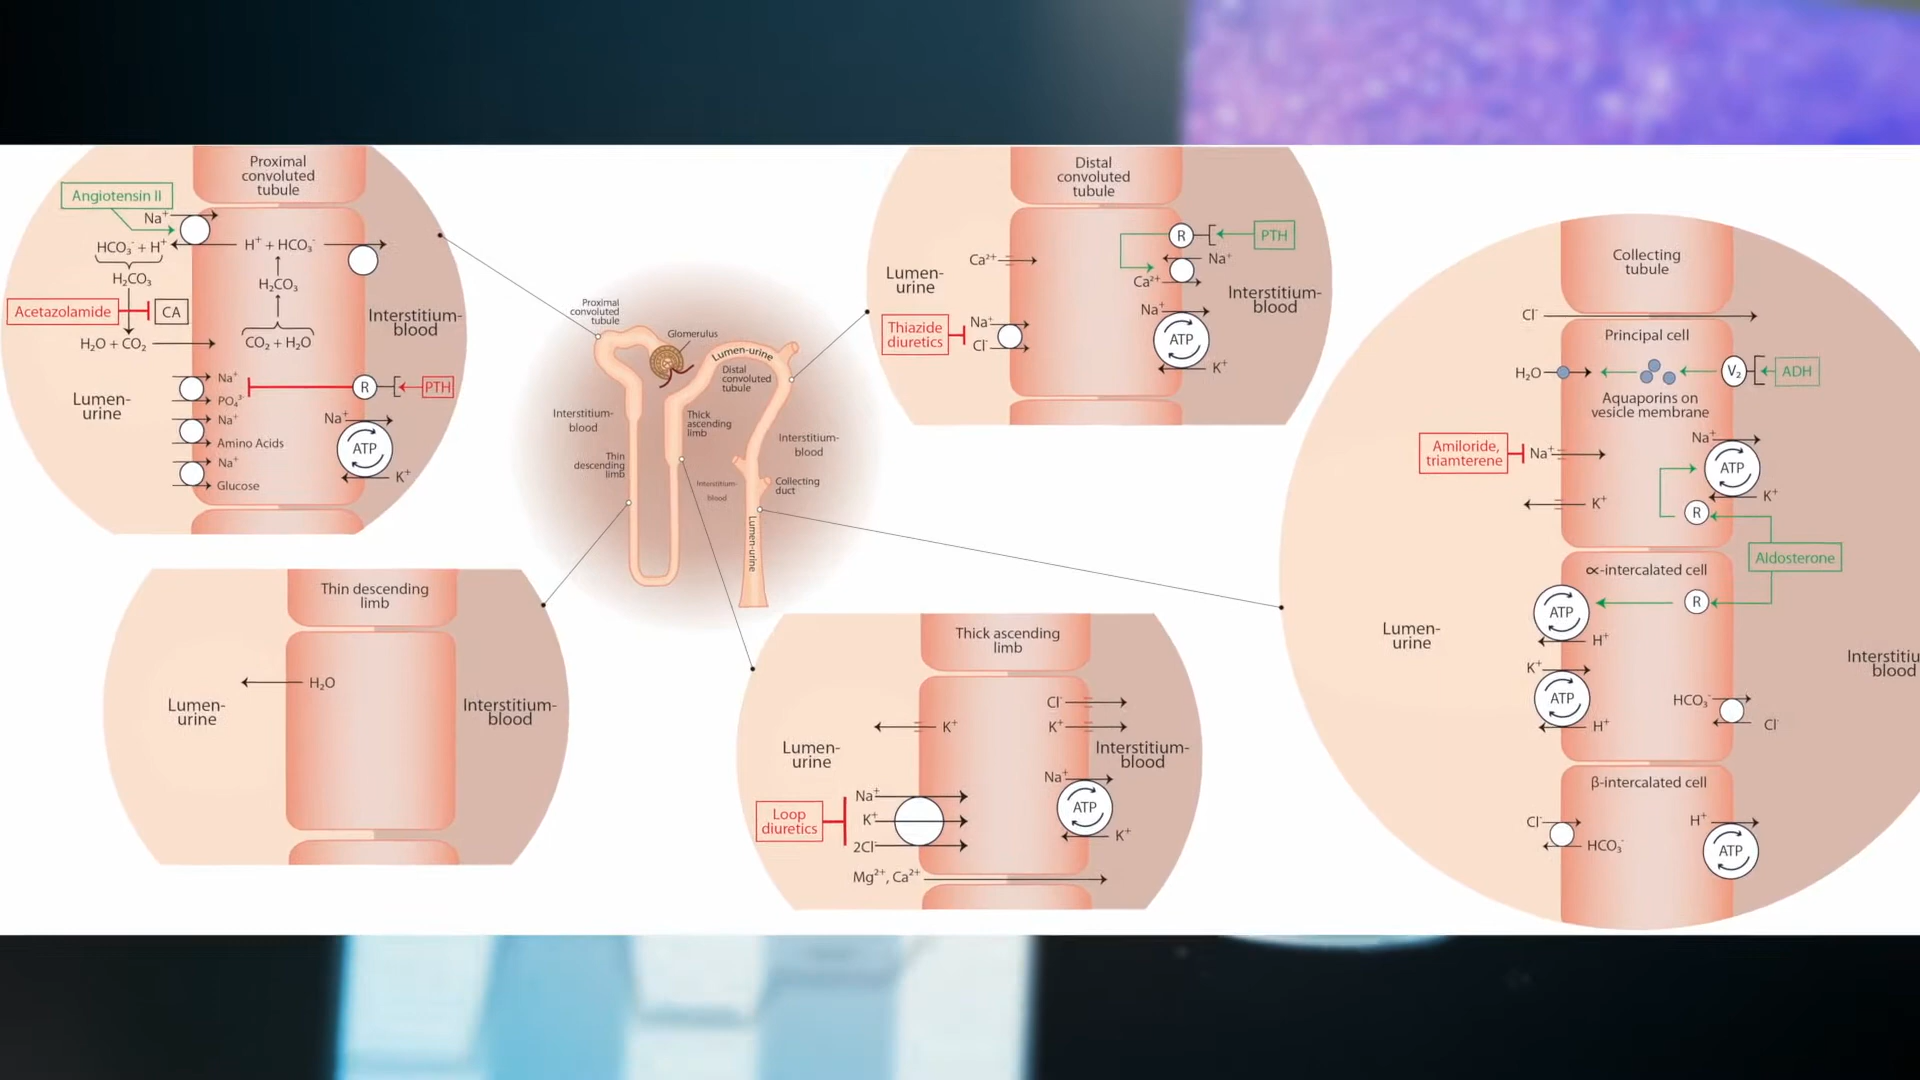 Proximal
convoluted
tubule
Angiotensin II
Na⁺
HCO₃⁻ + H⁺
H⁺ + HCO₃⁻
H₂CO₃
H₂CO₃
Acetazolamide
CA
H₂O + CO₂
CO₂ + H₂O
Interstitium-
blood
Lumen-
urine
Na⁺
PO₄³⁻
R
PTH
Na⁺
Amino Acids
Na⁺
Glucose
Na⁺
ATP
K⁺
Thin descending
limb
H₂O
Lumen-
urine
Interstitium-
blood
Proximal
convoluted
tubule
Glomerulus
Lumen-urine
Distal
convoluted
tubule
Interstitium-
blood
Thick
ascending
limb
Thin
descending
limb
Interstitium-
blood
Interstitium-
blood
Collecting
duct
Lumen-urine
Distal
convoluted
tubule
Ca²⁺
R
PTH
Na⁺
Ca²⁺
Lumen-
urine
Interstitium-
blood
Thiazide
diuretics
Na⁺
Cl⁻
Na⁺
ATP
K⁺
Thick ascending
limb
Cl⁻
K⁺
K⁺
Lumen-
urine
Interstitium-
blood
Loop
diuretics
Na⁺
K⁺
2Cl⁻
Na⁺
ATP
K⁺
Mg²⁺, Ca²⁺
Collecting
tubule
Cl⁻
Principal cell
H₂O
V₂
ADH
Aquaporins on
vesicle membrane
Amiloride,
triamterene
Na⁺
Na⁺
ATP
K⁺
K⁺
R
Aldosterone
∝-intercalated cell
ATP
R
H⁺
Lumen-
urine
K⁺
ATP
H⁺
HCO₃⁻
Cl⁻
Interstitiu
blood
β-intercalated cell
Cl⁻
HCO₃⁻
H⁺
ATP